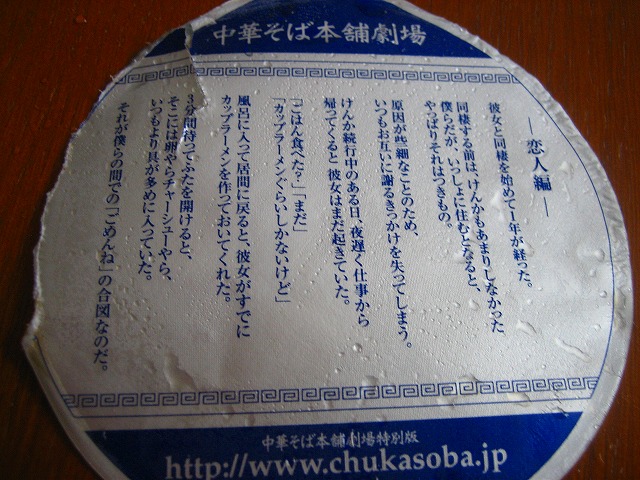 中華そば本舗劇場
― 恋人編 ―
彼女と同棲を始めて1年が経った。
同棲する前は、けんかもあまりしなかった
僕らだが、いっしょに住むとなると、
やっぱりそれはつきもの。
原因が些細なことのため、
いつもお互いに謝るきっかけを失ってしまう。
けんか続行中のある日、夜遅く仕事から
帰ってくると 彼女はまだ起きていた。
「ごはん食べた?」「まだ」
「カップラーメンぐらいしかないけど」
風呂に入って居間に戻ると、彼女がすでに
カップラーメンを作っておいてくれた。
3分間待ってふたを開けると、
そこには卵やらチャーシューやら、
いつもより具が多めに入っていた。
それが僕らの間での「ごめんね」の合図なのだ。
中華そば本舗劇場特別版
http://www.chukasoba.jp